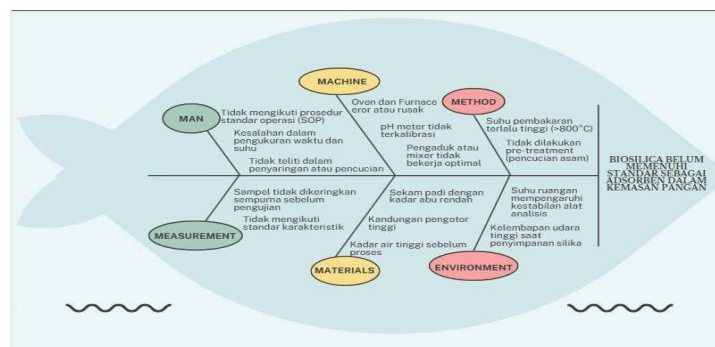 MACHINE
MAN
METHOD
Tidak mengikuti prosedur
standar operasi (SOP)
Kesalahan dalam
pengukuran waktu dan
suhu
Tidak teliti dalam
penyaringan atau pencucian
Oven dan Furnace
eror atau rusak
pH meter tidak
terkalibrasi
Pengaduk atau
mixer tidak
bekerja optimal
Suhu pembakaran
terlalu tinggi (>800°C)
Tidak dilakukan
pre-treatment
(pencucian asam)
BIOSILICA BELUM
MEMENUHI
STANDAR SEBAGAI
ADSORBEN DALAM
KEMASAN PANGAN
Sampel tidak dikeringkan
sempurna sebelum
pengujian
Tidak mengikuti
standar karakteristik
Sekam padi dengan
kadar abu rendah
Kandungan pengotor
tinggi
Kadar air tinggi sebelum
proses
Suhu ruangan
mempengaruhi
kestabilan alat
analisis
Kelembapan udara
tinggi saat
penyimpanan silika
MEASUREMENT
MATERIALS
ENVIRONMENT